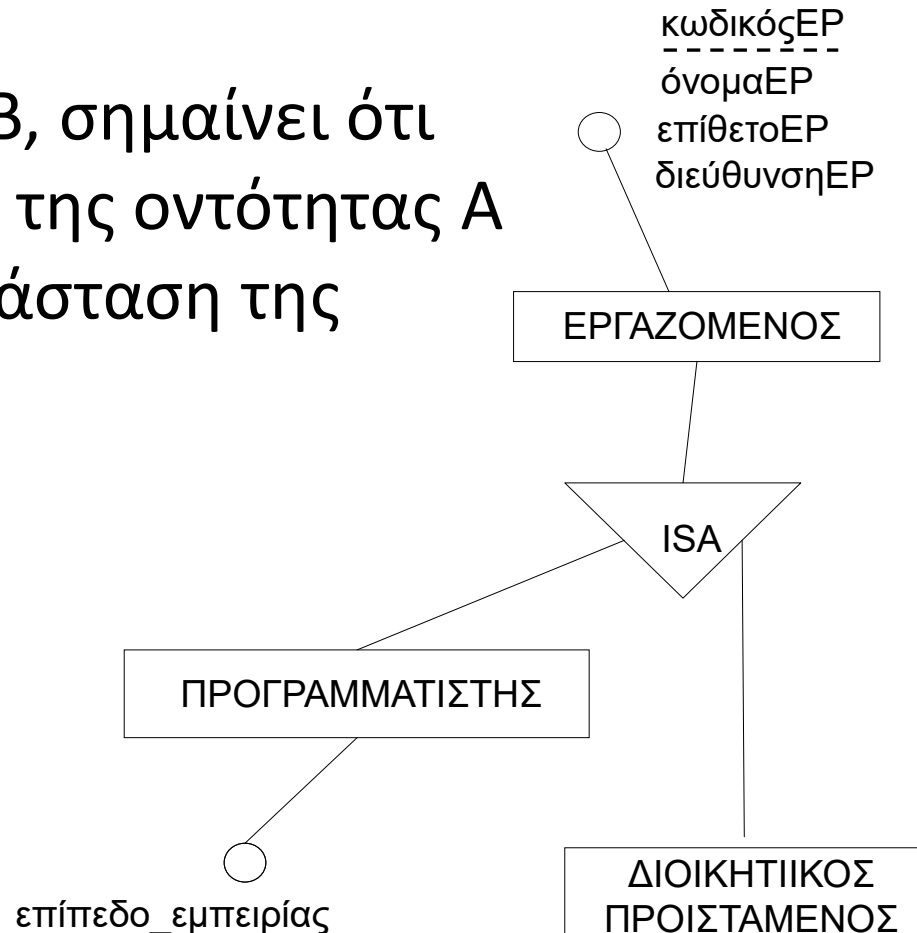 Β, σημαίνει ότι
της οντότητας Α
άσταση της
κωδικόςΕΡ
όνομαΕΡ
επίθετοΕΡ
διεύθυνσηΕΡ
ΕΡΓΑΖΟΜΕΝΟΣ
ISA
ΠΡΟΓΡΑΜΜΑΤΙΣΤΗΣ
επίπεδο_εμπειρίας
ΔΙΟΙΚΗΤΙΙΚΟΣ
ΠΡΟΙΣΤΑΜΕΝΟΣ